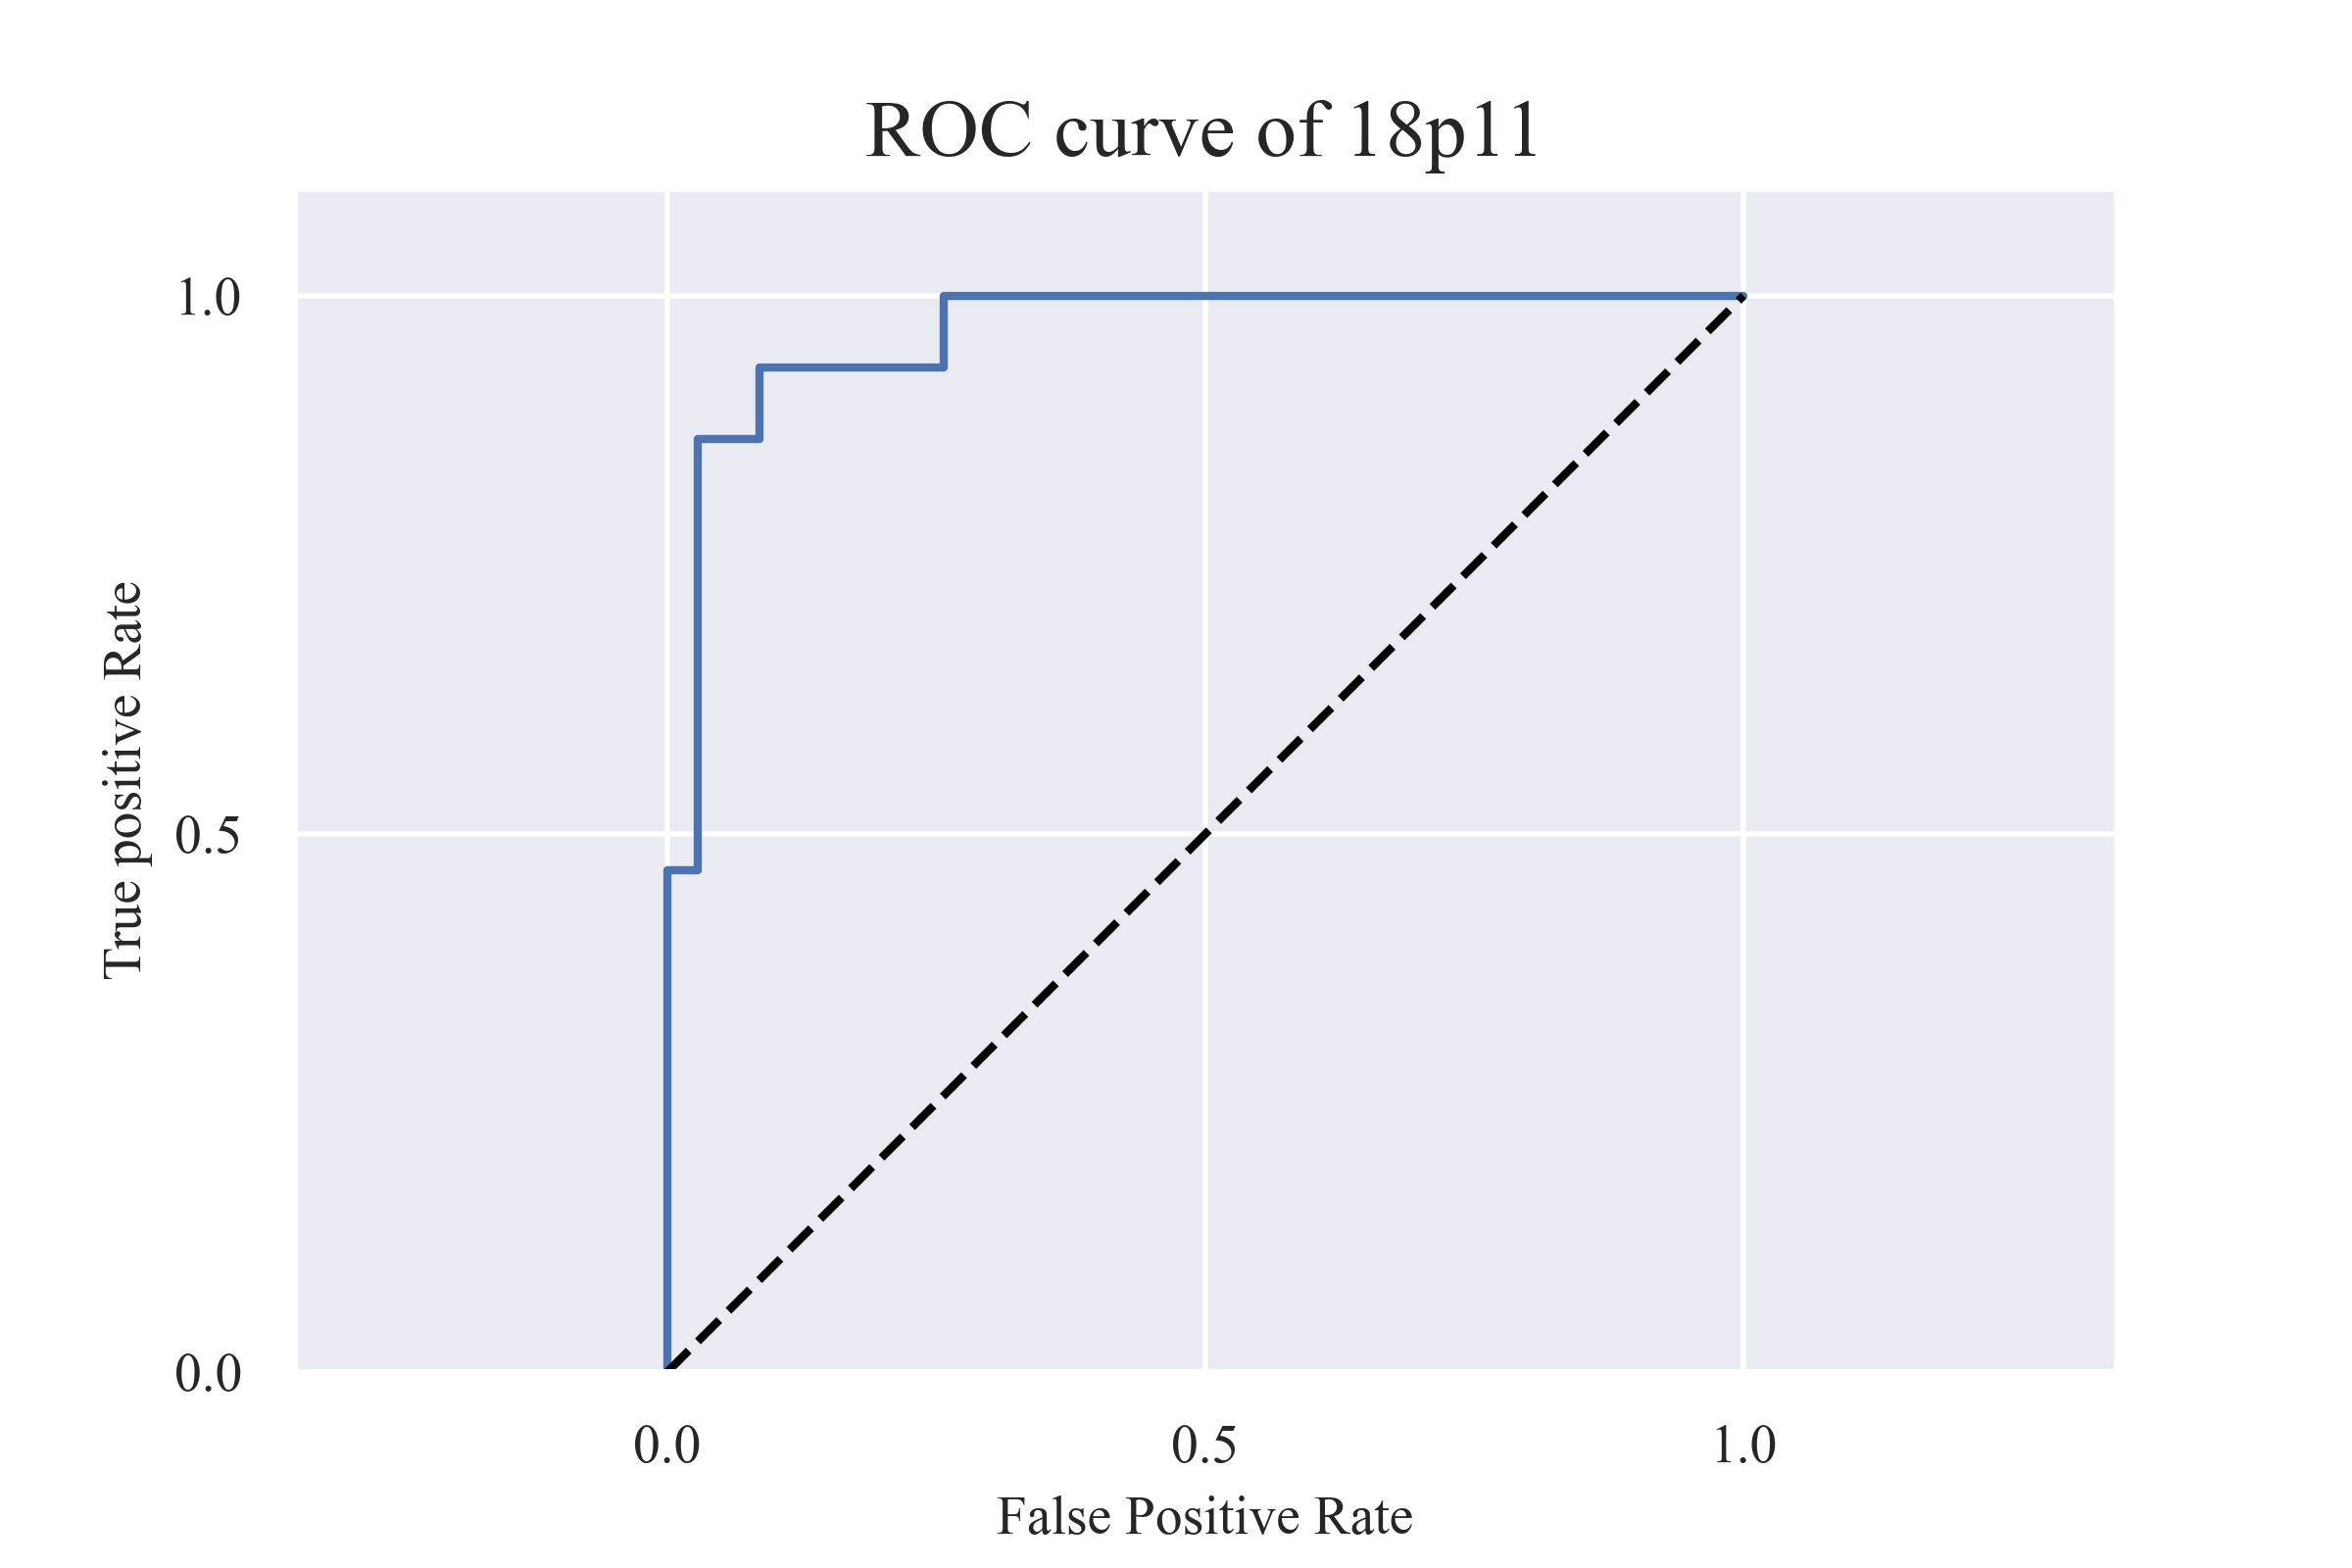 ROC curve of 18p11
1.0
0.5
0.0
True positive Rate
0.0 0.5 1.0
False Positive Rate